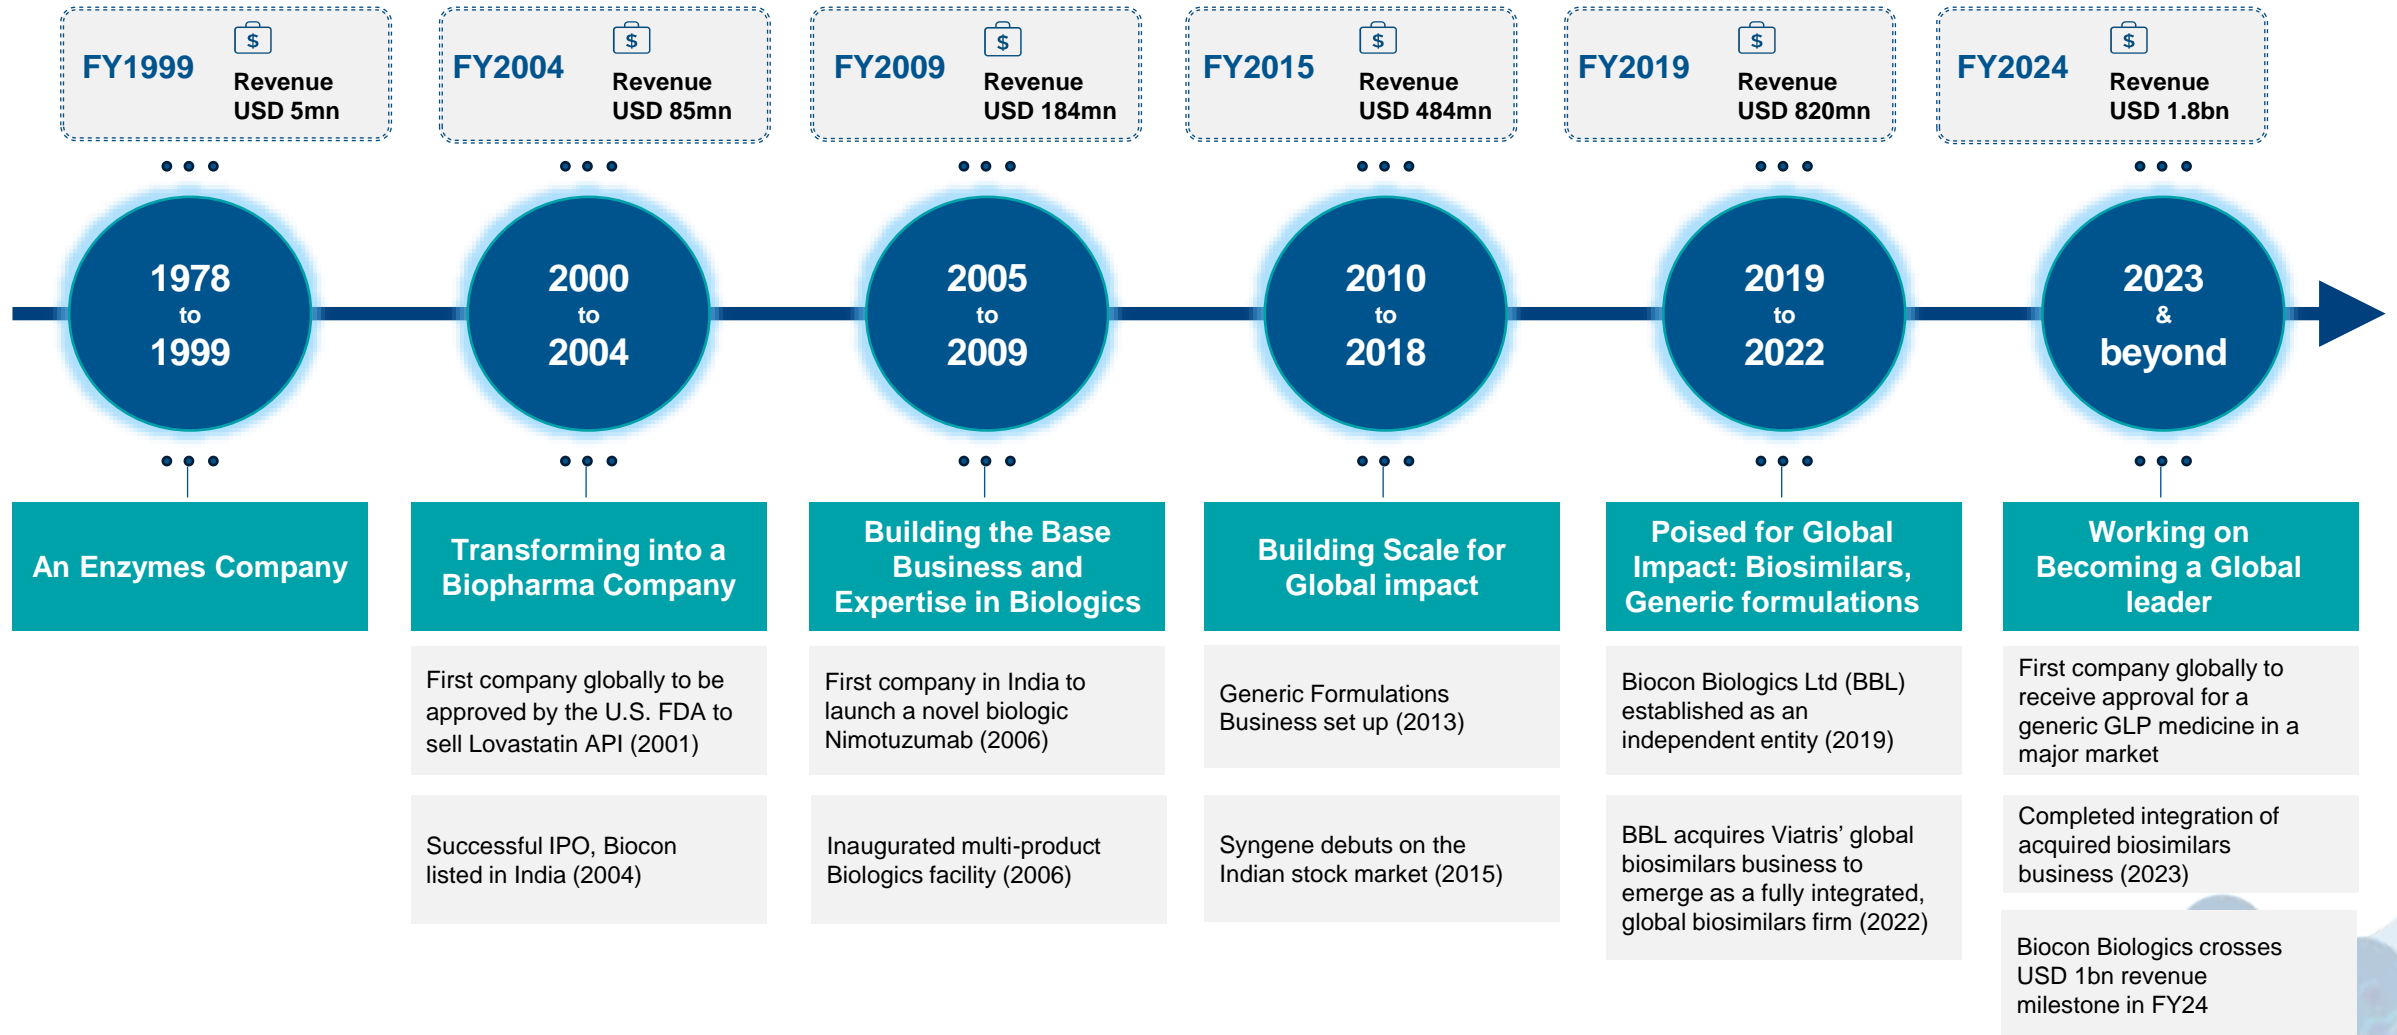 FY1999
$
Revenue
USD 5mn
FY2004
$
Revenue
USD 85mn
FY2009
$
Revenue
USD 184mn
FY2015
$
Revenue
USD 484mn
FY2019
$
Revenue
USD 820mn
FY2024
$
Revenue
USD 1.8bn
1978
to
1999
2000
to
2004
2005
to
2009
2010
to
2018
2019
to
2022
2023
&
beyond
An Enzymes Company
Transforming into a
Biopharma Company
First company globally to be
approved by the U.S. FDA to
sell Lovastatin API (2001)
Successful IPO, Biocon
listed in India (2004)
Building the Base
Business and
Expertise in Biologics
First company in India to
launch a novel biologic
Nimotuzumab (2006)
Inaugurated multi-product
Biologics facility (2006)
Building Scale for
Global impact
Generic Formulations
Business set up (2013)
Syngene debuts on the
Indian stock market (2015)
Poised for Global
Impact: Biosimilars,
Generic formulations
Biocon Biologics Ltd (BBL)
established as an
independent entity (2019)
BBL acquires Viatris’ global
biosimilars business to
emerge as a fully integrated,
global biosimilars firm (2022)
Working on
Becoming a Global
leader
First company globally to
receive approval for a
generic GLP medicine in a
major market
Completed integration of
acquired biosimilars
business (2023)
Biocon Biologics crosses
USD 1bn revenue
milestone in FY24